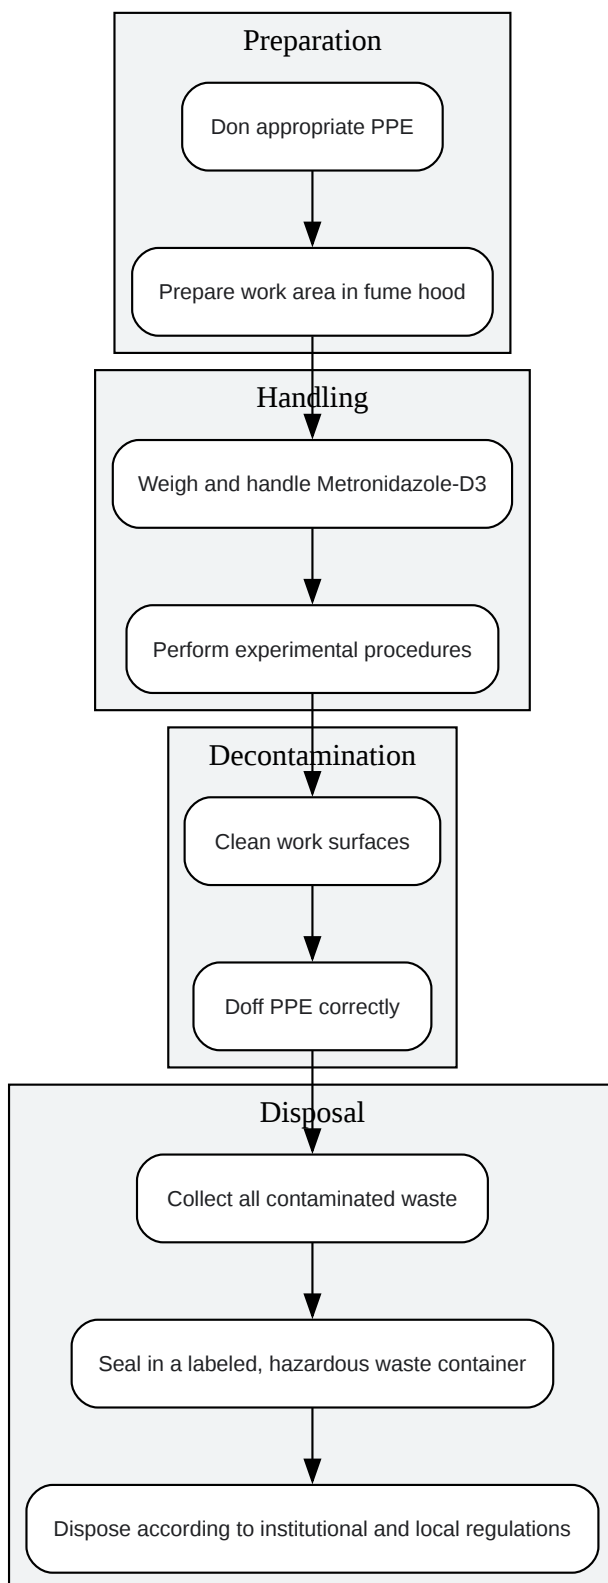 Preparation
Don appropriate PPE
Prepare work area in fume hood
Handling
Weigh and handle Metronidazole-D3
Perform experimental procedures
Decontamination
Clean work surfaces
Doff PPE correctly
Disposal
Collect all contaminated waste
Seal in a labeled, hazardous waste container
Dispose according to institutional and local regulations